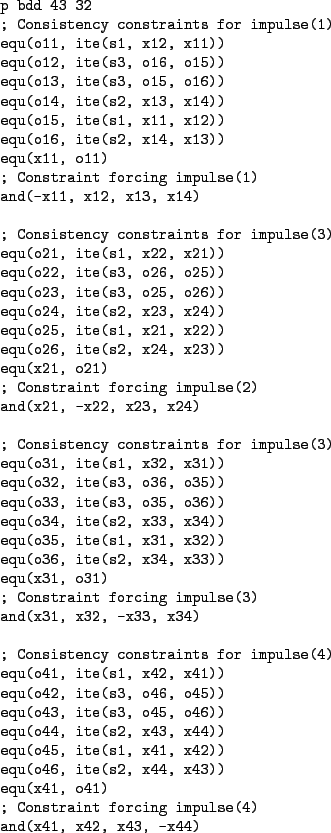 p bdd 43 32
; Consistency constraints for impulse(1)
equ(o11, ite(s1, x12, x11))
equ(o12, ite(s3, o16, o15))
equ(o13, ite(s3, o15, o16))
equ(o14, ite(s2, x13, x14))
equ(o15, ite(s1, x11, x12))
equ(o16, ite(s2, x14, x13))
equ(x11, o11)
; Constraint forcing impulse(1)
and(-x11, x12, x13, x14)
; Consistency constraints for impulse(3)
equ(o21, ite(s1, x22, x21))
equ(o22, ite(s3, o26, o25))
equ(o23, ite(s3, o25, o26))
equ(o24, ite(s2, x23, x24))
equ(o25, ite(s1, x21, x22))
equ(o26, ite(s2, x24, x23))
equ(x21, o21)
; Constraint forcing impulse(2)
and(x21, -x22, x23, x24)
; Consistency constraints for impulse(3)
equ(o31, ite(s1, x32, x31))
equ(o32, ite(s3, o36, o35))
equ(o33, ite(s3, o35, o36))
equ(o34, ite(s2, x33, x34))
equ(o35, ite(s1, x31, x32))
equ(o36, ite(s2, x34, x33))
equ(x31, o31)
; Constraint forcing impulse(3)
and(x31, x32, -x33, x34)
; Consistency constraints for impulse(4)
equ(o41, ite(s1, x42, x41))
equ(o42, ite(s3, o46, o45))
equ(o43, ite(s3, o45, o46))
equ(o44, ite(s2, x43, x44))
equ(o45, ite(s1, x41, x42))
equ(o46, ite(s2, x44, x43))
equ(x41, o41)
; Constraint forcing impulse(4)
and(x41, x42, x43, -x44)